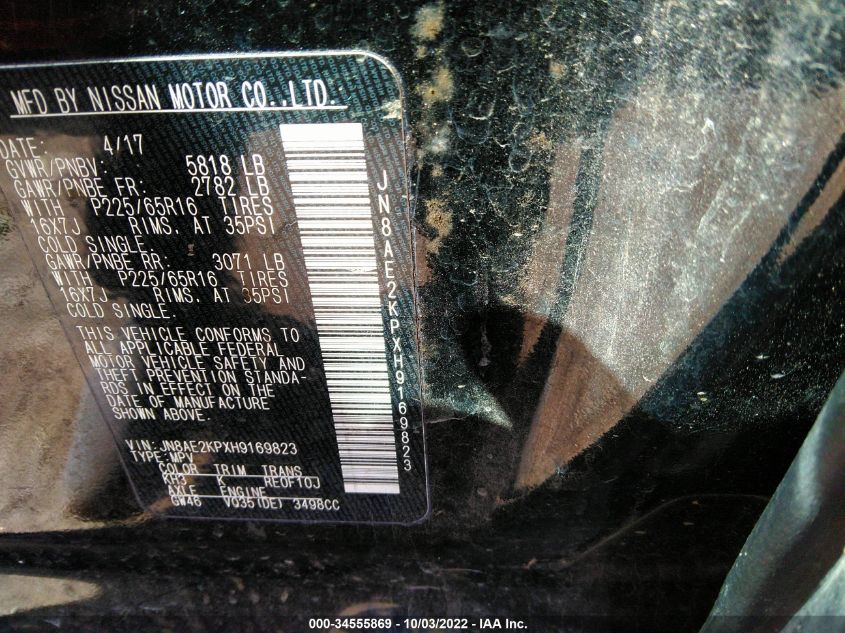 MFD BY NISSAN MOTOR CO.,LTD.
DATE: 4/17
GVWR/PNBV: 5818 LB
GAWR/PNBE FR: 2782 LB
WITH P225/65R16 TIRES
16X7J RIMS. AT 35PSI
COLD SINGLE.
GAWR/PNBE RR: 3071 LB
WITH P225/65R16 TIRES
16X7J RIMS. AT 35PSI
COLD SINGLE.
THIS VEHICLE CONFORMS TO
ALL APPLICABLE FEDERAL
MOTOR VEHICLE SAFETY AND
THEFT PREVENTION STANDA-
RDS IN EFFECT ON THE
DATE OF MANUFACTURE
SHOWN ABOVE.
VIN: JN8AE2KPXH9169823
TYPE: MPV
COLOR TRIM TRANS
KH3 K RE0F10J
AXLE ENGINE
GW46 VQ35(DE) 3498CC
JN8AE2KPXH9169823
000-34555869 - 10/03/2022 - IAA Inc.